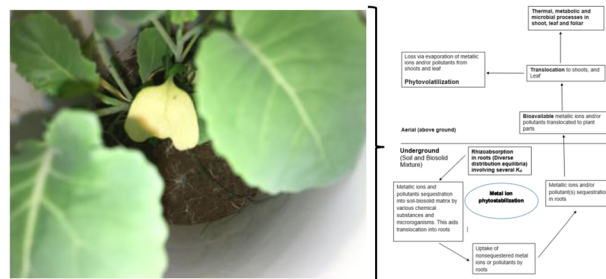 Thermal, metabolic and
microbial processes in
shoot, leaf and foliar
Loss via evaporation of metallic
ions and/or pollutants from
shoots and leaf
Phytovolatilization
Translocation to shoots, and
Leaf
Bioavailable metallic ions and/or
pollutants translocated to plant
parts
Aerial (above ground)
Underground
(Soil and Biosolid
Mixture)
Rhizoabsorption
in roots (Diverse
distribution equilibria)
involving several Kd
Metallic ions and
pollutants sequestration
into soil-biosolid matrix by
various chemical
substances and
microorganisms. This aids
translocation into roots
Metal ion
phytostabilization
Metallic ions and/or
pollutant(s) sequestration
in roots
Uptake of
nonsequestered metal
ions or pollutants by
roots